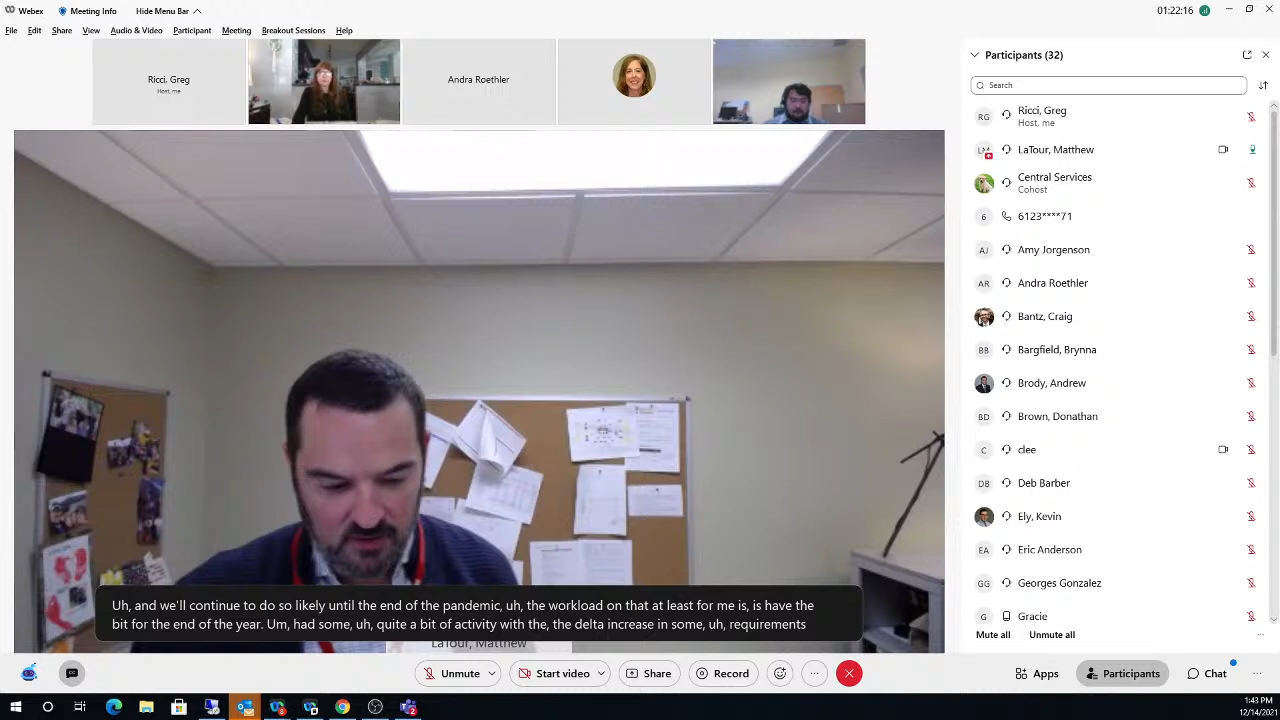 Webex
Meeting Info
Hide Menu Bar
01:22:16
File Edit Share View Audio & Video Participant Meeting Breakout Sessions Help
Ricci, Greg
Host, me
Andra Roethler
Participants (32)
Search
RG Ricci, Greg
Host, me
LM LaTour, Matthew
Central Services
Cohost
6 6123****71
AJ Amy Jorgenson
AR Andra Roethler
Bantz, Craig
BB Bargfield, Brynna
Brody, Andrew
BD Brown, Donathan
C clee
DB Deb Barber
Ely, Kevin
EA Eric Anderson
GG Georges Gonzalez
G Gracie
Mute all Unmute all
Uh, and we'll continue to do so likely until the end of the pandemic, uh, the workload on that at least for me is, is have the
bit for the end of the year. Um, had some, uh, quite a bit of activity with the, the delta increase in some, uh, requirements
LaTour, Matthew
Unmute Start video Share Record Apps Participants Chat
1:43 PM
12/14/2021